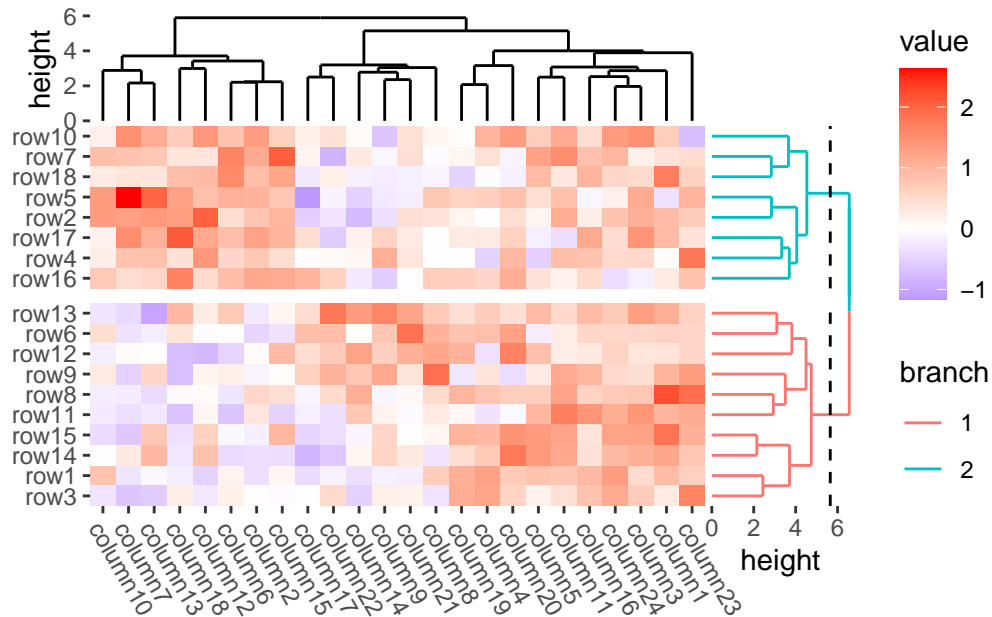 height
6
4
2
0
row10
row7
row18
row5
row2
row17
row4
row16
row13
row6
row12
row9
row8
row11
row15
row14
row1
row3
column10
column7
column13
column18
column12
column6
column2
column15
column17
column22
column14
column9
column21
column8
column19
column4
column20
column5
column11
column16
column24
column3
column1
column23
0 2 4 6
height
value
2
1
0
−1
branch
1
2